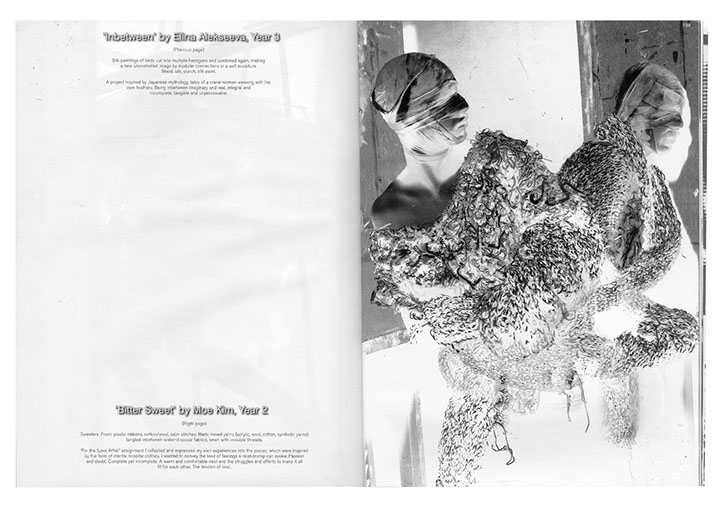 'Inbetween' by Elina Alekseeva, Year 3
(Previous page)
Silk paintings of birds cut into multiple hexagons and combined again, making
a new uncontrolled image by modular connections in a soft sculpture.
Wood, silk, starch, silk paint.
A project inspired by Japanese mythology, tales of a crane-woman weaving with her
own feathers. Being inbetween imaginary and real, integral and
incomplete, tangible and unperceivable.
'Bitter Sweet' by Moe Kim, Year 2
(Right page)
Sweaters. Front: plastic ribbons, cotton/wool, satin stitches. Back: mixed yarns (acrylic, wool, cotton, synthetic yarns)
tangled inbetween water-disposal fabrics, sewn with invisible threads.
'For the 'Love Affair' assignment I reflected and expressed my own experiences into the pieces, which were inspired
by the form of mental hospital clothes. I wanted to convey the kind of feelings a relationship can evoke. Passion
and doubt. Complete yet incomplete. A warm and comfortable nest and the struggles and efforts to make it all
fit for each other. The tension of love'.